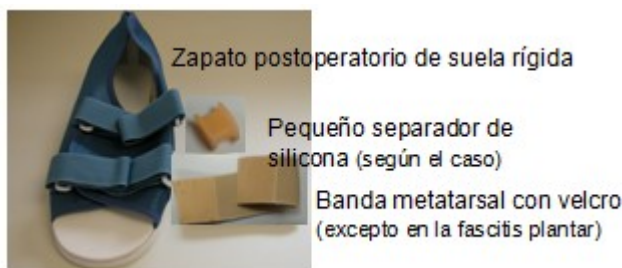 Zapato postoperatorio de suela rígida
Pequeño separador de
silicona (según el caso)
Banda metatarsal con velcro
(excepto en la fascitis plantar)